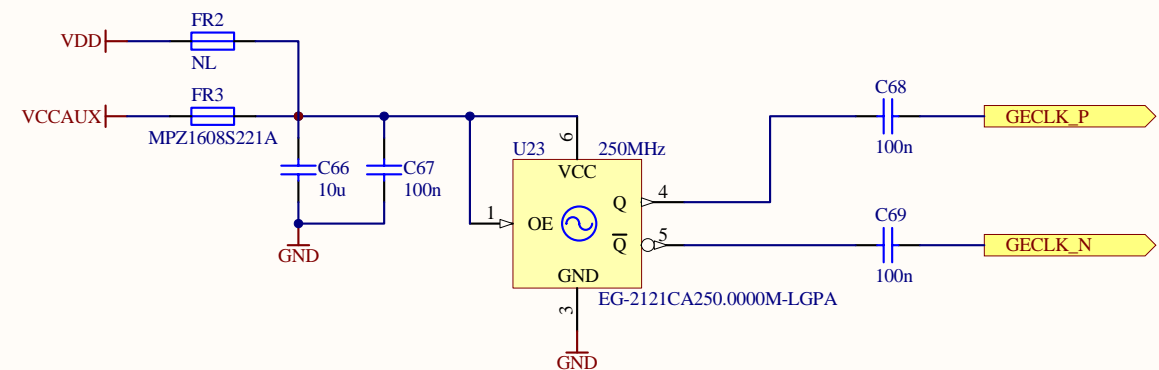 FR2
VDD
NL
FR3
VCCAUX
MPZ1608S221A
C66
10u
C67
100n
GND
U23
250MHz
6
VCC
1
OE
Q
4
Q̅
5
GND
3
EG-2121CA250.0000M-LGPA
GND
C68
100n
GECLK_P
C69
100n
GECLK_N